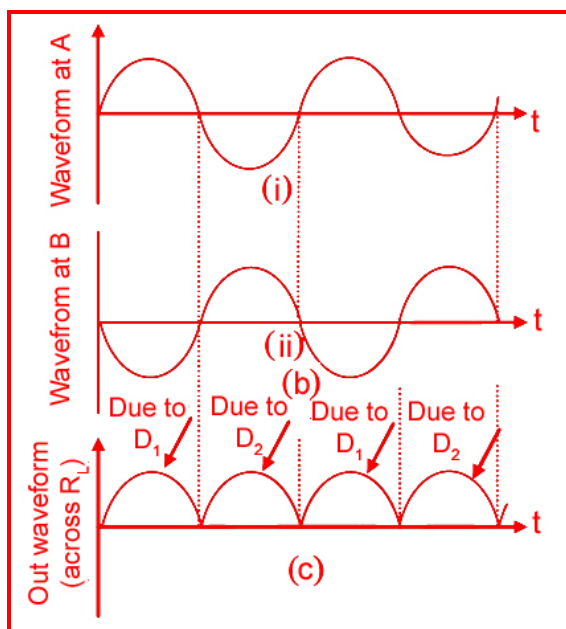 Waveform at A
t
(i)
Wavefrom at B
t
(ii)
(b)
Due to D1
Due to D2
Due to D1
Due to D2
Out waveform
(across RL)
t
(c)